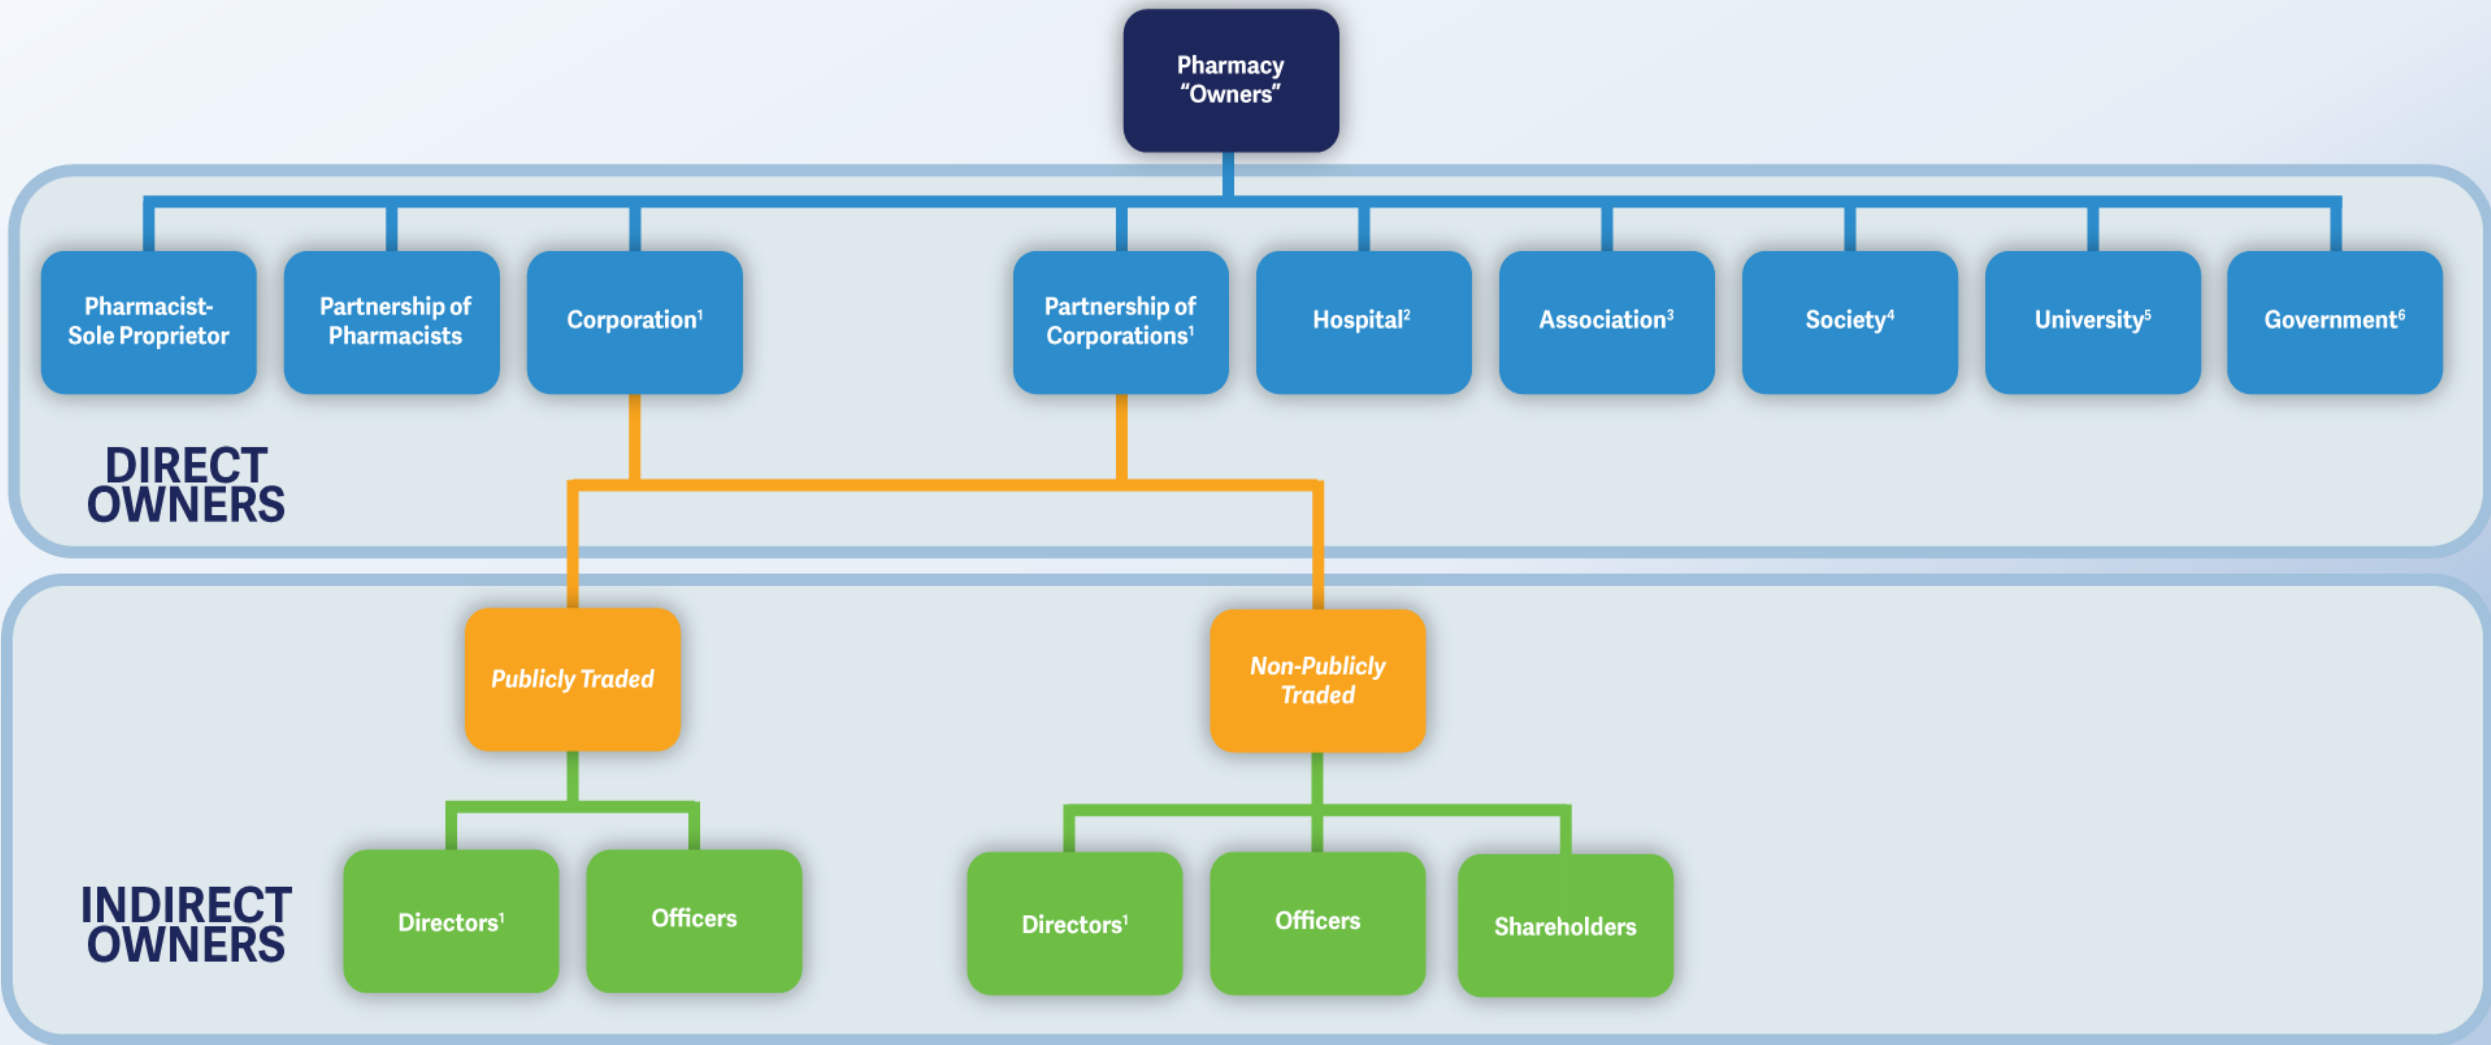 Pharmacy
“Owners”
Pharmacist-
Sole Proprietor
Partnership of
Pharmacists
Corporation¹
Partnership of
Corporations¹
Hospital²
Association³
Society⁴
University⁵
Government⁶
DIRECT
OWNERS
Publicly Traded
Non-Publicly
Traded
INDIRECT
OWNERS
Directors¹
Officers
Directors¹
Officers
Shareholders